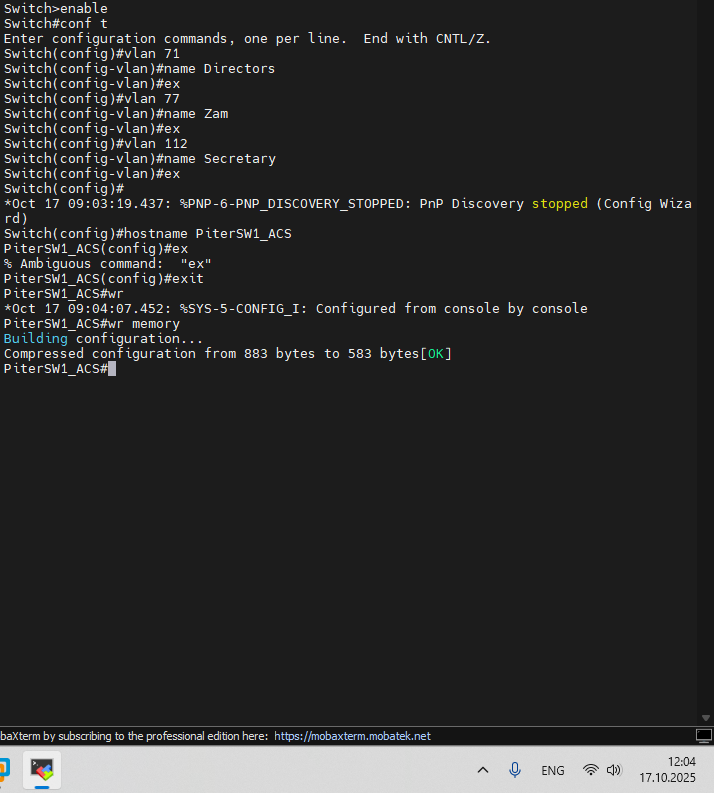 Switch>enable
Switch#conf t
Enter configuration commands, one per line.  End with CNTL/Z.
Switch(config)#vlan 71
Switch(config-vlan)#name Directors
Switch(config-vlan)#ex
Switch(config)#vlan 77
Switch(config-vlan)#name Zam
Switch(config-vlan)#ex
Switch(config)#vlan 112
Switch(config-vlan)#name Secretary
Switch(config-vlan)#ex
Switch(config)#
*Oct 17 09:03:19.437: %PNP-6-PNP_DISCOVERY_STOPPED: PnP Discovery stopped (Config Wiza
rd)
Switch(config)#hostname PiterSW1_ACS
PiterSW1_ACS(config)#ex
% Ambiguous command:  "ex"
PiterSW1_ACS(config)#exit
PiterSW1_ACS#wr
*Oct 17 09:04:07.452: %SYS-5-CONFIG_I: Configured from console by console
PiterSW1_ACS#wr memory
Building configuration...
Compressed configuration from 883 bytes to 583 bytes[OK]
PiterSW1_ACS#
baXterm by subscribing to the professional edition here: https://mobaxterm.mobatek.net
ENG
12:04
17.10.2025